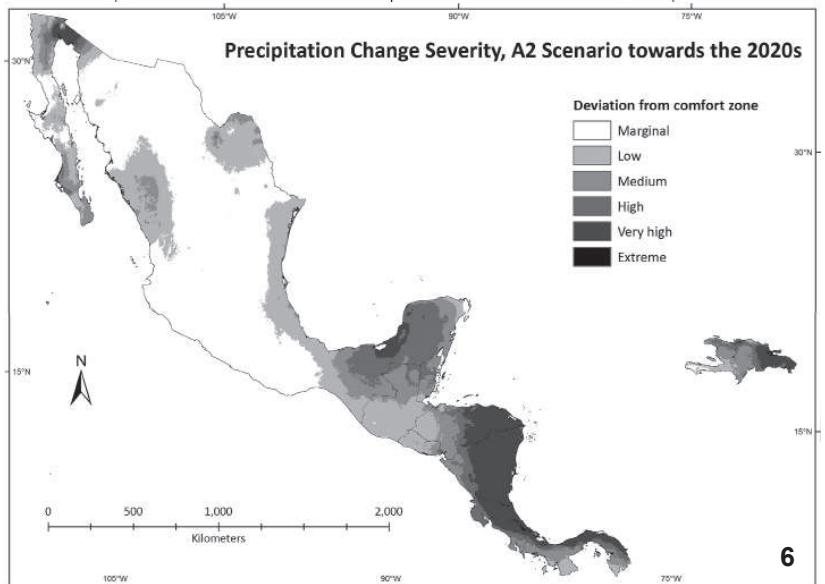 105°W 90°W 75°W
Precipitation Change Severity, A2 Scenario towards the 2020s
30°N
Deviation from comfort zone
Marginal
Low
30°N
Medium
High
Very high
Extreme
N
15°N
15°N
0 500 1,000 2,000
Kilometers
6
105°W 90°W 75°W